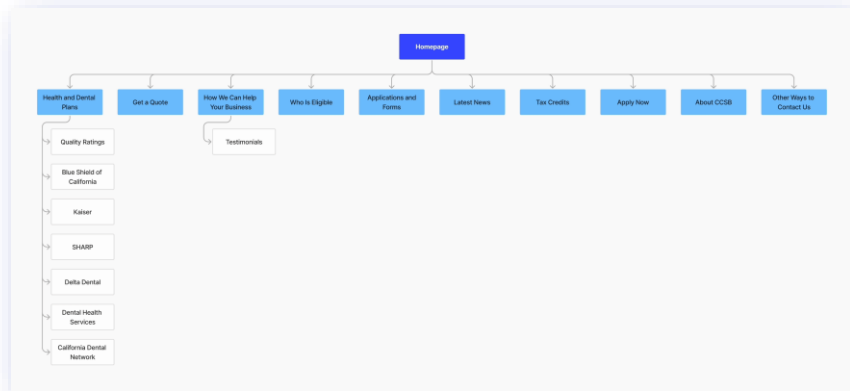 Homepage
Health and Dental
Plans
Get a Quote
How We Can Help
Your Business
Who Is Eligible
Applications and
Forms
Latest News
Tax Credits
Apply Now
About CCSB
Other Ways to
Contact Us
Quality Ratings
Testimonials
Blue Shield of
California
Kaiser
SHARP
Delta Dental
Dental Health
Services
California Dental
Network